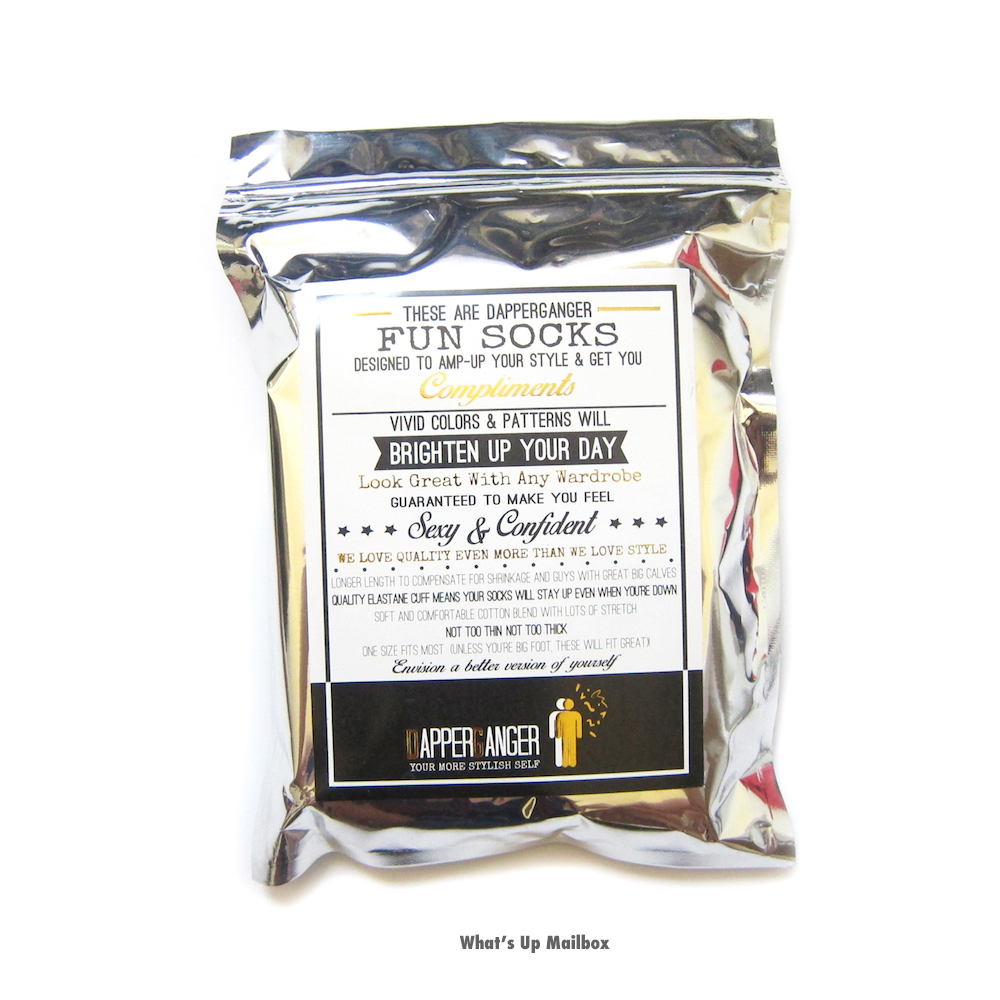 THESE ARE DAPPERGANGER
FUN SOCKS
DESIGNED TO AMP-UP YOUR STYLE & GET YOU
Compliments
VIVID COLORS & PATTERNS WILL
BRIGHTEN UP YOUR DAY
Look Great With Any Wardrobe
GUARANTEED TO MAKE YOU FEEL
Sexy & Confident
WE LOVE QUALITY EVEN MORE THAN WE LOVE STYLE
LONGER LENGTH TO COMPENSATE FOR SHRINKAGE AND GUYS WITH GREAT BIG CALVES
QUALITY ELASTANE CUFF MEANS YOUR SOCKS WILL STAY UP EVEN WHEN YOU'RE DOWN
SOFT AND COMFORTABLE COTTON BLEND WITH LOTS OF STRETCH
NOT TOO THIN NOT TOO THICK
ONE SIZE FITS MOST (UNLESS YOU'RE BIG FOOT, THESE WILL FIT GREAT)
Envision a better version of yourself
DAPPERGANGER
YOUR MORE STYLISH SELF
What's Up Mailbox